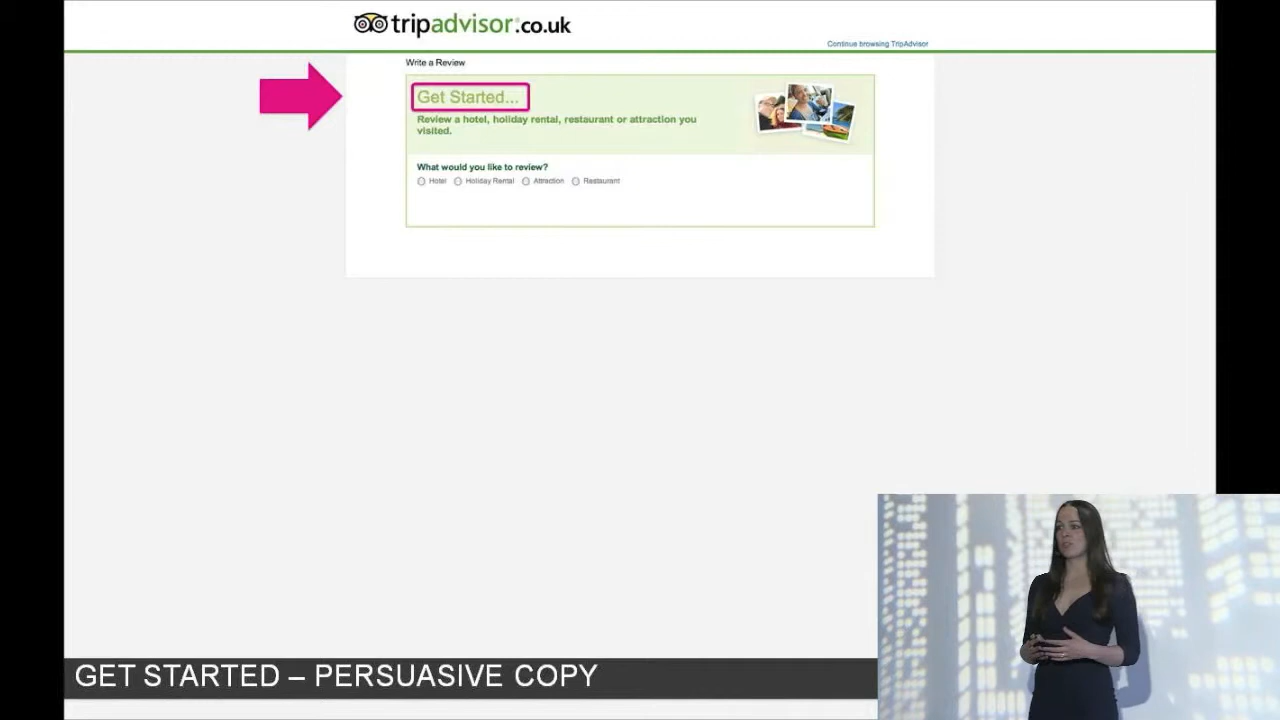 tripadvisor.co.uk
Continue browsing TripAdvisor
Write a Review
Get Started...
Review a hotel, holiday rental, restaurant or attraction you
visited.
What would you like to review?
Hotel Holiday Rental Attraction Restaurant
GET STARTED – PERSUASIVE COPY